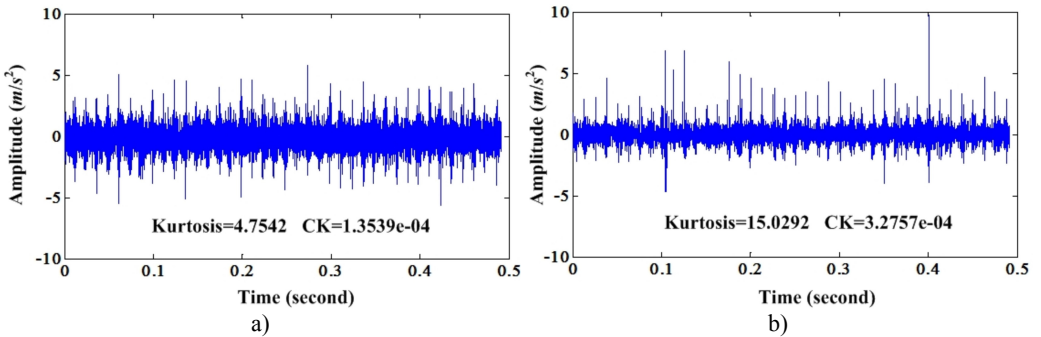 10
5
0
-5
-10
Amplitude (m/s²)
Kurtosis=4.7542 CK=1.3539e-04
0 0.1 0.2 0.3 0.4 0.5
Time (second)
a)
10
5
0
-5
-10
Amplitude (m/s²)
Kurtosis=15.0292 CK=3.2757e-04
0 0.1 0.2 0.3 0.4 0.5
Time (second)
b)